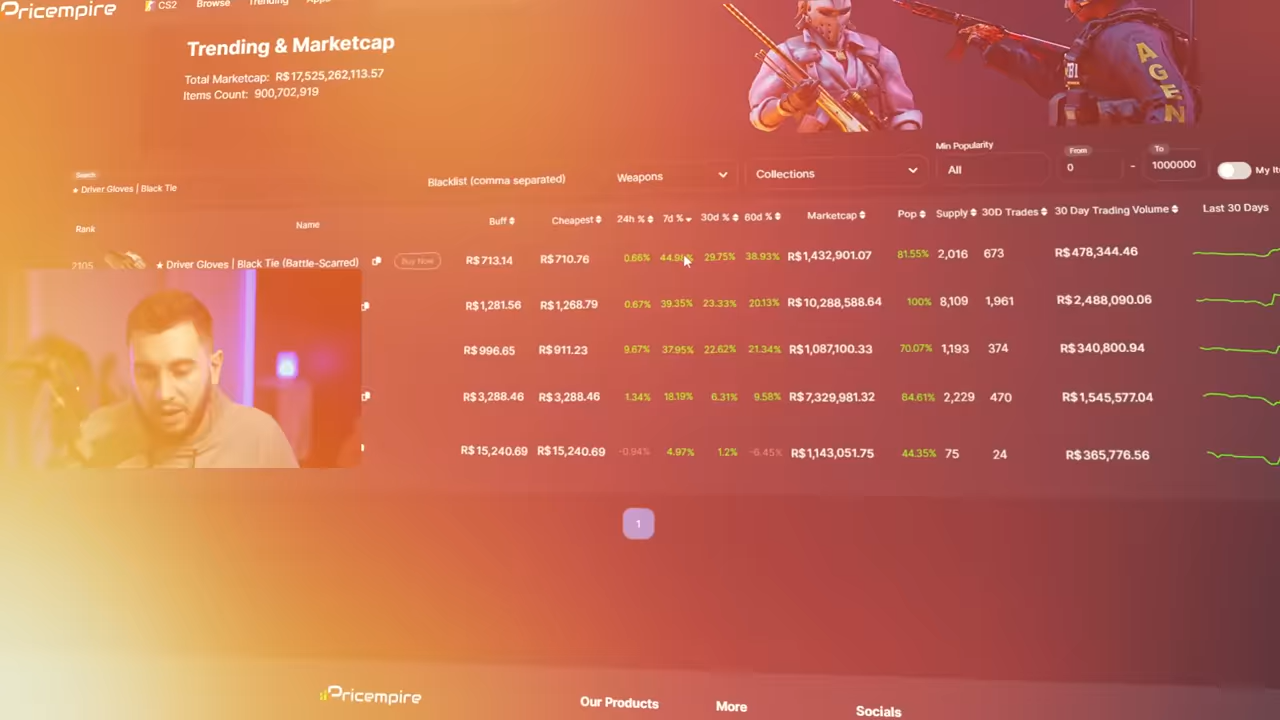 Pricempire CS2 Browse Trending
Trending & Marketcap
Total Marketcap: R$17,525,262,113.57
Items Count: 900,702,919
Search
★ Driver Gloves | Black Tie
Blacklist (comma separated)
Weapons
Collections
Min Popularity
All
From
0
-
To
1000000
My
Rank Name Buff Cheapest 24h % 7d % 30d % 60d % Marketcap Pop Supply 30D Trades 30 Day Trading Volume Last 30 Days
2105 ★ Driver Gloves | Black Tie (Battle-Scarred) Buy Now R$713.14 R$710.76 0.66% 29.75% 38.93% R$1,432,901.07 81.55% 2,016 673 R$478,344.46
R$1,281.56 R$1,268.79 0.67% 39.35% 23.33% 20.13% R$10,288,588.64 100% 8,109 1,961 R$2,488,090.06
R$996.65 R$911.23 9.67% 37.95% 22.62% 21.34% R$1,087,100.33 70.07% 1,193 374 R$340,800.94
R$3,288.46 R$3,288.46 1.34% 18.19% 6.31% 9.58% R$7,329,981.32 64.61% 2,229 470 R$1,545,577.04
R$15,240.69 R$15,240.69 -0.94% 4.97% 1.2% -6.45% R$1,143,051.75 44.35% 75 24 R$365,776.56
1
Pricempire Our Products More Socials
AGEN